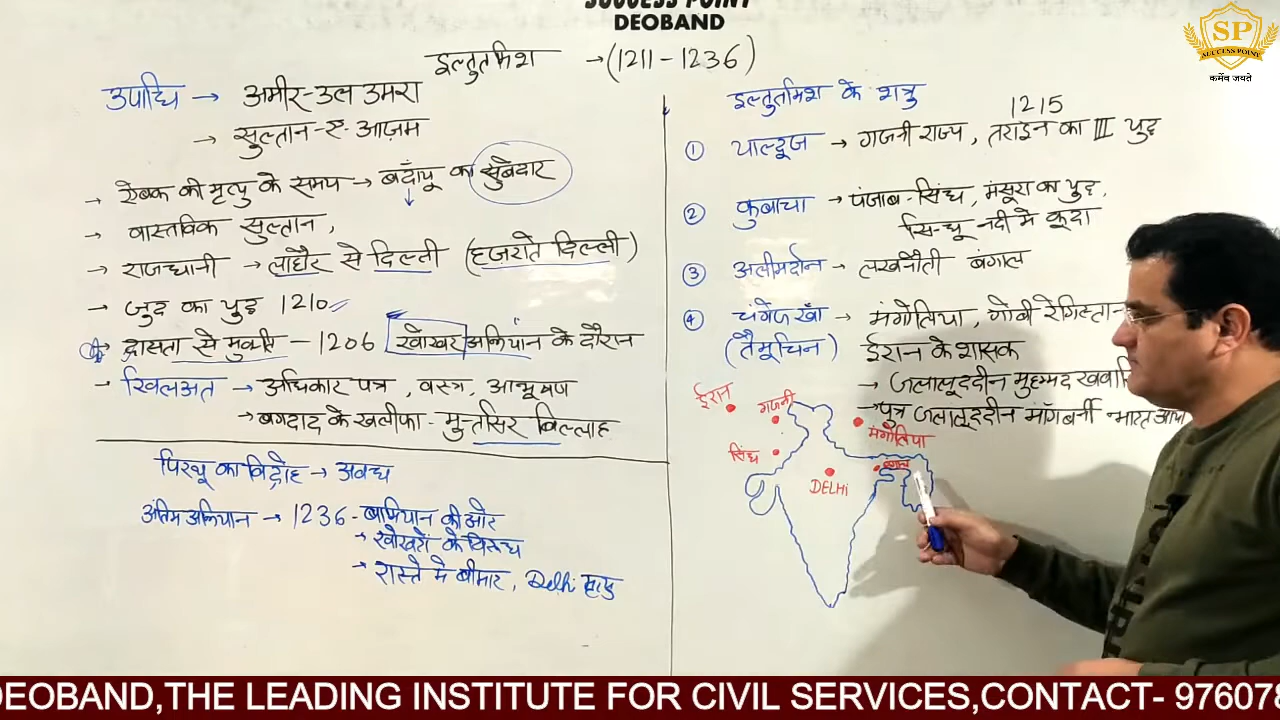 SUCCESS POINT
DEOBAND
SP
SUCCESS POINT
कर्मेव जयते
इल्तुतमिश → (1211-1236)
उपाधि → अमीर-उल उमरा
→ सुल्तान-ए-आज़म
→ ऐबक की मृत्यु के समय → बदाँयू का सुबेदार
→ वास्तविक सुल्तान,
→ राजधानी → लाहौर से दिल्ली (हजराते दिल्ली)
→ जुद का युद्ध 1210
→ दासता से मुक्ति - 1206 खोखर अभियान के दौरान
→ खिलअत → अधिकार पत्र, वस्त्र, आभूषण
→ बगदाद के खलीफा - मुन्तसिर बिल्लाह
पिरथू का विद्रोह → अवध
अंतिम अभियान → 1236 - बामियान की ओर
→ खोखरों के विरूध
→ रास्ते मे बीमार, Delhi मृत्यु
इल्तुतमिश के शत्रु
1215
① याल्दूज → गजनी राज्य, तराइन का III युद्ध
② कुबाचा → पंजाब-सिंध, मंसूरा का युद्ध,
सिन्धू नदी मे कूदा
③ अलीमर्दान → लखनौती बंगाल
④ चंगेज खाँ → मंगोलिया, गोबी रेगिस्तान
(तैमूचिन) ईरान के शासक
→ जलालूददीन मुहम्मद
→ पुत्र जलालूददीन मॉगबर्नी भारत आय
ईरान
गजनी
मंगोलिया
सिंध
बंगाल
DELHI
DEOBAND,THE LEADING INSTITUTE FOR CIVIL SERVICES,CONTACT- 97607